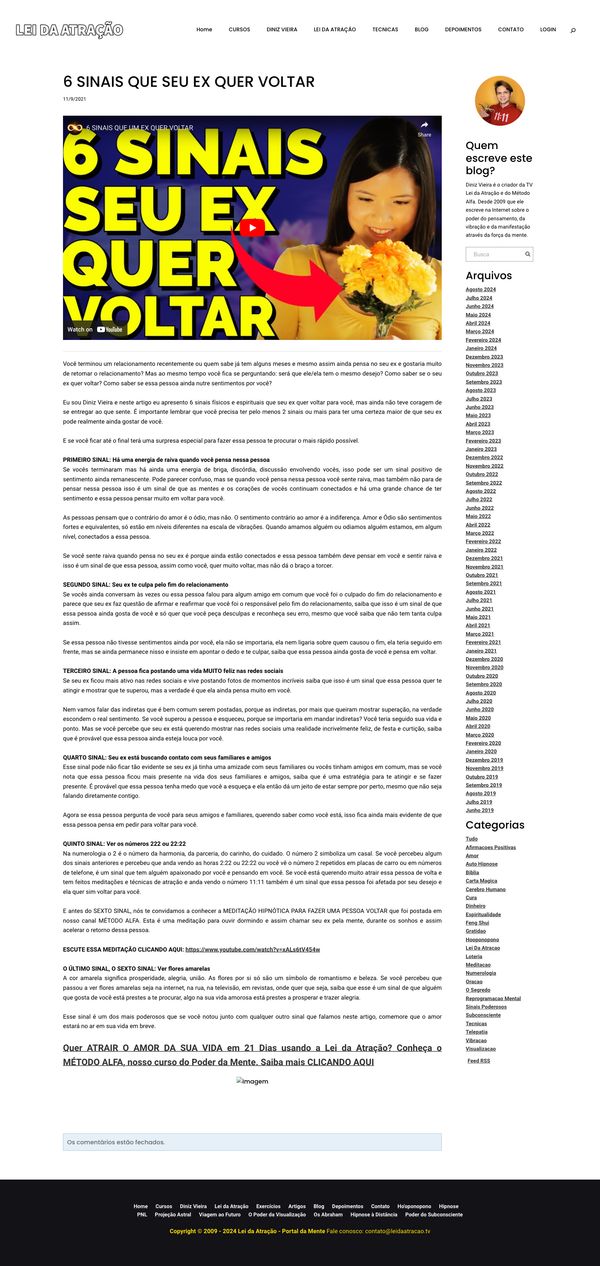 LEI DA ATRAÇÃO
Home CURSOS DINIZ VIEIRA LEI DA ATRAÇÃO TECNICAS BLOG DEPOIMENTOS CONTATO LOGIN
6 SINAIS QUE SEU EX QUER VOLTAR
11/9/2021
6 SINAIS QUE UM EX QUER VOLTAR
Share
6 SINAIS
SEU EX
QUER
VOLTAR
Watch on YouTube
Você terminou um relacionamento recentemente ou quem sabe já tem alguns meses e mesmo assim ainda pensa no seu ex e gostaria muito
de retomar o relacionamento? Mas ao mesmo tempo você fica se perguntando: será que ele/ela tem o mesmo desejo? Como saber se o seu
ex quer voltar? Como saber se essa pessoa ainda nutre sentimentos por você?
Eu sou Diniz Vieira e neste artigo eu apresento 6 sinais físicos e espirituais que seu ex quer voltar para você, mas ainda não teve coragem de
se entregar ao que sente. É importante lembrar que você precisa ter pelo menos 2 sinais ou mais para ter uma certeza maior de que seu ex
pode realmente ainda gostar de você.
E se você ficar até o final terá uma surpresa especial para fazer essa pessoa te procurar o mais rápido possível.
PRIMEIRO SINAL: Há uma energia de raiva quando você pensa nessa pessoa
Se vocês terminaram mas há ainda uma energia de briga, discórdia, discussão envolvendo vocês, isso pode ser um sinal positivo de
sentimento ainda remanescente. Pode parecer confuso, mas se quando você pensa nessa pessoa você sente raiva, mas também não para de
pensar nessa pessoa isso é um sinal de que as mentes e os corações de vocês continuam conectados e há uma grande chance de ter
sentimento e essa pessoa pensar muito em voltar para você.
As pessoas pensam que o contrário do amor é o ódio, mas não. O sentimento contrário ao amor é a indiferença. Amor e Ódio são sentimentos
fortes e equivalentes, só estão em níveis diferentes na escala de vibrações. Quando amamos alguém ou odiamos alguém estamos, em algum
nível, conectados a essa pessoa.
Se você sente raiva quando pensa no seu ex é porque ainda estão conectados e essa pessoa também deve pensar em você e sentir raiva e
isso é um sinal de que essa pessoa, assim como você, quer muito voltar, mas não dá o braço a torcer.
SEGUNDO SINAL: Seu ex te culpa pelo fim do relacionamento
Se vocês ainda conversam às vezes ou essa pessoa falou para algum amigo em comum que você foi o culpado do fim do relacionamento e
parece que seu ex faz questão de afirmar e reafirmar que você foi o responsável pelo fim do relacionamento, saiba que isso é um sinal de que
essa pessoa ainda gosta de você e só quer que você peça desculpas e reconheça seu erro, mesmo que você saiba que não tem tanta culpa
assim.
Se essa pessoa não tivesse sentimentos ainda por você, ela não se importaria, ela nem ligaria sobre quem causou o fim, ela teria seguido em
frente, mas se ainda permanece nisso e insiste em apontar o dedo e te culpar, saiba que essa pessoa ainda gosta de você e pensa em voltar.
TERCEIRO SINAL: A pessoa fica postando uma vida MUITO feliz nas redes sociais
Se seu ex ficou mais ativo nas redes sociais e vive postando fotos de momentos incríveis saiba que isso é um sinal que essa pessoa quer te
atingir e mostrar que te superou, mas a verdade é que ela ainda pensa muito em você.
Nem vamos falar das indiretas que é bem comum serem postadas, porque as indiretas, por mais que queiram mostrar superação, na verdade
escondem o real sentimento. Se você superou a pessoa e esqueceu, porque se importaria em mandar indiretas? Você teria seguido sua vida e
ponto. Mas se você percebe que seu ex está querendo mostrar nas redes sociais uma realidade incrivelmente feliz, de festa e curtição, saiba
que é provável que essa pessoa ainda esteja louca por você.
QUARTO SINAL: Seu ex está buscando contato com seus familiares e amigos
Esse sinal pode não ficar tão evidente se seu ex já tinha uma amizade com seus familiares ou vocês tinham amigos em comum, mas se você
nota que essa pessoa ficou mais presente na vida dos seus familiares e amigos, saiba que é uma estratégia para te atingir e se fazer
presente. É provável que essa pessoa tenha medo que você a esqueça e ela então dá um jeito de estar sempre por perto, mesmo que não seja
falando diretamente contigo.
Agora se essa pessoa pergunta de você para seus amigos e familiares, querendo saber como você está, isso fica ainda mais evidente de que
essa pessoa pensa em pedir para voltar para você.
QUINTO SINAL: Ver os números 222 ou 22:22
Na numerologia o 2 é o número da harmonia, da parceria, do carinho, do cuidado. O número 2 simboliza um casal. Se você percebeu algum
dos sinais anteriores e percebeu que anda vendo as horas 2:22 ou 22:22 ou você vê o número 2 repetidos em placas de carro ou em números
de telefone, é um sinal que tem alguém apaixonado por você e pensando em você. Se você está querendo muito atrair essa pessoa de volta e
tem feitos meditações e técnicas de atração e anda vendo o número 11:11 também é um sinal que essa pessoa foi afetada por seu desejo e
ela quer sim voltar para você.
E antes do SEXTO SINAL, nós te convidamos a conhecer a MEDITAÇÃO HIPNÓTICA PARA FAZER UMA PESSOA VOLTAR que foi postada em
nosso canal MÉTODO ALFA. Esta é uma meditação para ouvir dormindo e assim chamar seu ex pela mente, durante os sonhos e assim
acelerar o retorno dessa pessoa.
ESCUTE ESSA MEDITAÇÃO CLICANDO AQUI: https://www.youtube.com/watch?v=xALs6tV454w
O ÚLTIMO SINAL, O SEXTO SINAL: Ver flores amarelas
A cor amarela significa prosperidade, alegria, união. As flores por si só são um símbolo de romantismo e beleza. Se você percebeu que
passou a ver flores amarelas seja na internet, na rua, na televisão, em revistas, onde quer que seja, saiba que esse é um sinal de que alguém
que gosta de você está prestes a te procurar, algo na sua vida amorosa está prestes a prosperar e trazer alegria.
Esse sinal é um dos mais poderosos que se você notou junto com qualquer outro sinal que falamos neste artigo, comemore que o amor
estará no ar em sua vida em breve.
Quer ATRAIR O AMOR DA SUA VIDA em 21 Dias usando a Lei da Atração? Conheça o
MÉTODO ALFA, nosso curso do Poder da Mente. Saiba mais CLICANDO AQUI
Imagem
Os comentários estão fechados.
11:11
Quem
escreve este
blog?
Diniz Vieira é o criador da TV
Lei da Atração e do Método
Alfa. Desde 2009 que ele
escreve na Internet sobre o
poder do pensamento, da
vibração e da manifestação
através da força da mente.
Busca
Arquivos
Agosto 2024
Julho 2024
Junho 2024
Maio 2024
Abril 2024
Março 2024
Fevereiro 2024
Janeiro 2024
Dezembro 2023
Novembro 2023
Outubro 2023
Setembro 2023
Agosto 2023
Julho 2023
Junho 2023
Maio 2023
Abril 2023
Março 2023
Fevereiro 2023
Janeiro 2023
Dezembro 2022
Novembro 2022
Outubro 2022
Setembro 2022
Agosto 2022
Julho 2022
Junho 2022
Maio 2022
Abril 2022
Março 2022
Fevereiro 2022
Janeiro 2022
Dezembro 2021
Novembro 2021
Outubro 2021
Setembro 2021
Agosto 2021
Julho 2021
Junho 2021
Maio 2021
Abril 2021
Março 2021
Fevereiro 2021
Janeiro 2021
Dezembro 2020
Novembro 2020
Outubro 2020
Setembro 2020
Agosto 2020
Julho 2020
Junho 2020
Maio 2020
Abril 2020
Março 2020
Fevereiro 2020
Janeiro 2020
Dezembro 2019
Novembro 2019
Outubro 2019
Setembro 2019
Agosto 2019
Julho 2019
Junho 2019
Categorias
Tudo
Afirmacoes Positivas
Amor
Auto Hipnose
Biblia
Carta Magica
Cerebro Humano
Cura
Dinheiro
Espiritualidade
Feng Shui
Gratidao
Hooponopono
Lei Da Atracao
Loteria
Meditacao
Numerologia
Oracao
O Segredo
Reprogramacao Mental
Sinais Poderosos
Subconsciente
Tecnicas
Telepatia
Vibracao
Visualizacao
Feed RSS
Home Cursos Diniz Vieira Lei da Atração Exercícios Artigos Blog Depoimentos Contato Ho'oponopono Hipnose
PNL Projeção Astral Viagem ao Futuro O Poder da Visualização Os Abraham Hipnose à Distância Poder do Subconsciente
Copyright © 2009 - 2024 Lei da Atração - Portal da Mente Fale conosco: contato@leidaatracao.tv